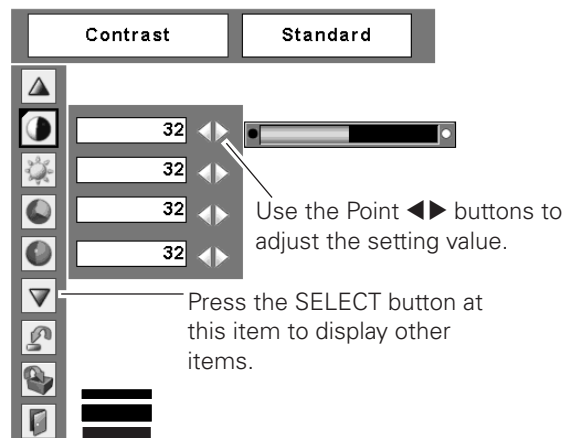 Contrast Standard
32
32
32
32
Use the Point ◀▶ buttons to
adjust the setting value.
Press the SELECT button at
this item to display other
items.